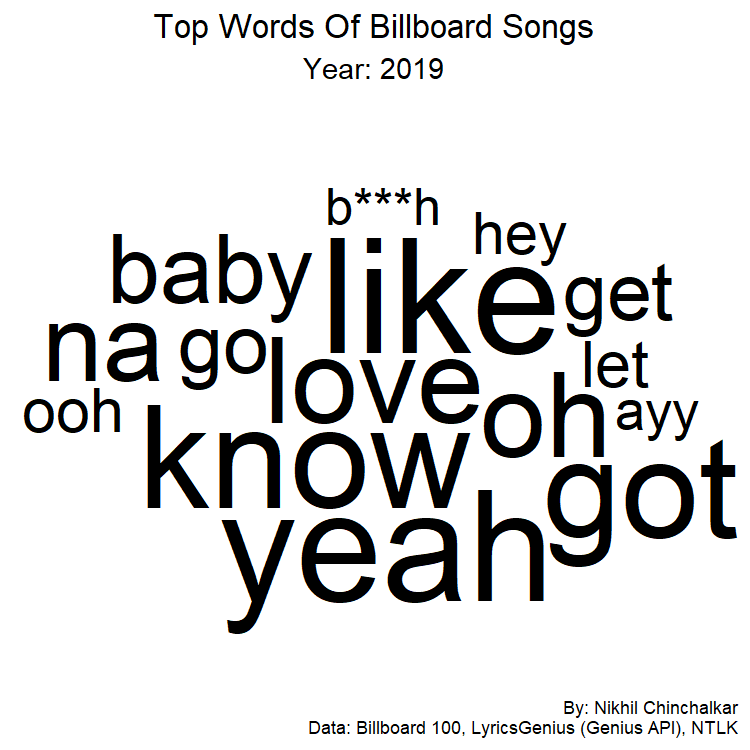 Top Words Of Billboard Songs
Year: 2019
b***h
hey
baby
like
get
na
go
love
let
ooh
know
oh
ayy
yeah
got
By: Nikhil Chinchalkar
Data: Billboard 100, LyricsGenius (Genius API), NTLK